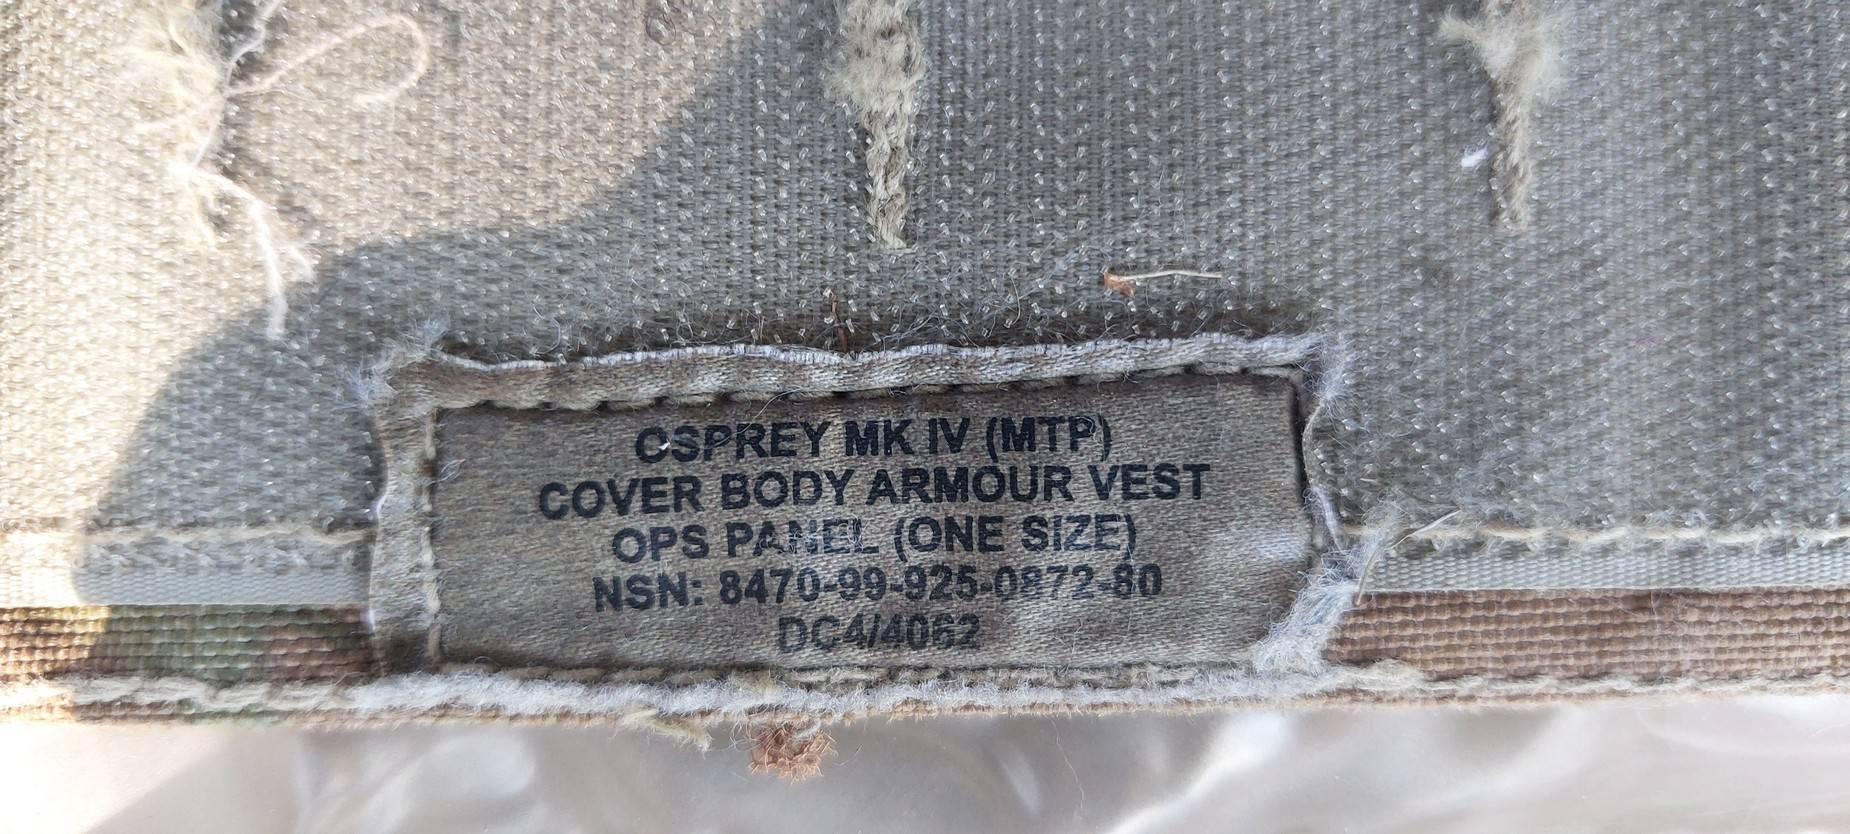 OSPREY MK IV (MTP)
COVER BODY ARMOUR VEST
OPS PANEL (ONE SIZE)
NSN: 8470-99-925-0872-80
DC4/4062